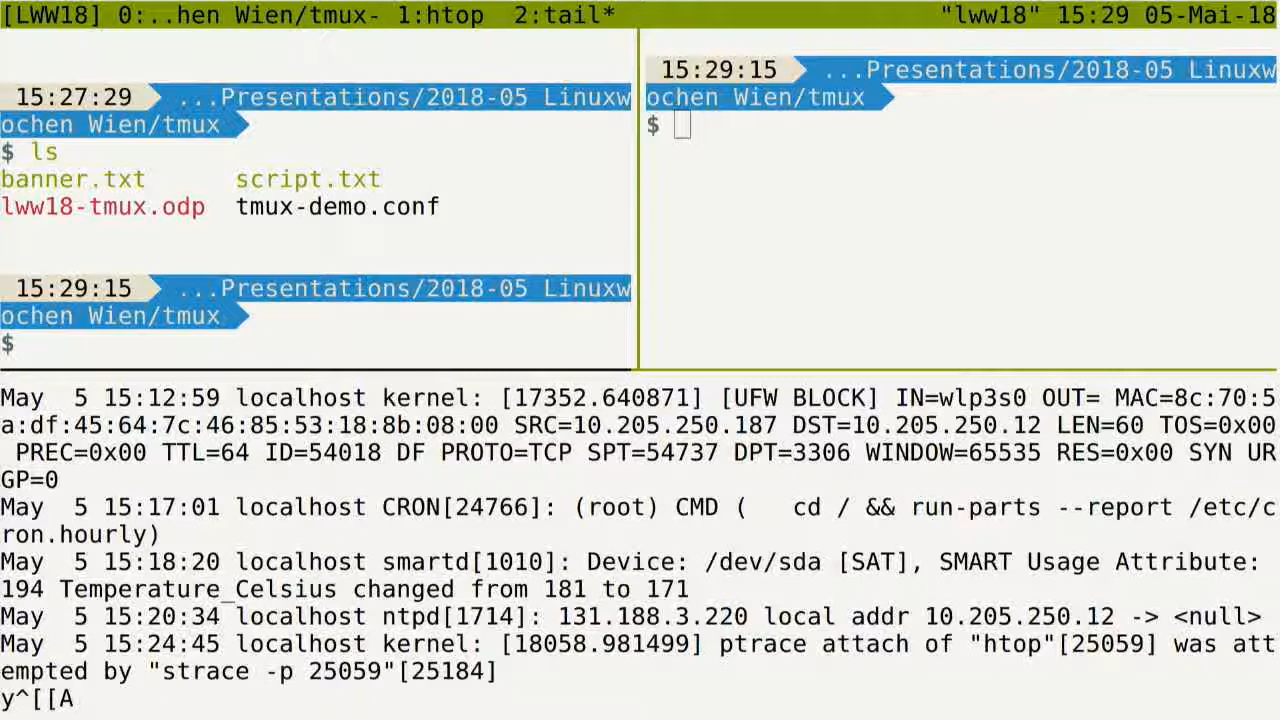 [LWW18] 0:..hen Wien/tmux- 1:htop  2:tail*
"lww18" 15:29 05-Mai-18
15:27:29 ...Presentations/2018-05 Linuxw
ochen Wien/tmux
$ ls
banner.txt      script.txt
lww18-tmux.odp  tmux-demo.conf
15:29:15 ...Presentations/2018-05 Linuxw
ochen Wien/tmux
$
15:29:15 ...Presentations/2018-05 Linuxw
ochen Wien/tmux
$
May  5 15:12:59 localhost kernel: [17352.640871] [UFW BLOCK] IN=wlp3s0 OUT= MAC=8c:70:5
a:df:45:64:7c:46:85:53:18:8b:08:00 SRC=10.205.250.187 DST=10.205.250.12 LEN=60 TOS=0x00
PREC=0x00 TTL=64 ID=54018 DF PROTO=TCP SPT=54737 DPT=3306 WINDOW=65535 RES=0x00 SYN UR
GP=0
May  5 15:17:01 localhost CRON[24766]: (root) CMD (   cd / && run-parts --report /etc/c
ron.hourly)
May  5 15:18:20 localhost smartd[1010]: Device: /dev/sda [SAT], SMART Usage Attribute:
194 Temperature_Celsius changed from 181 to 171
May  5 15:20:34 localhost ntpd[1714]: 131.188.3.220 local addr 10.205.250.12 -> <null>
May  5 15:24:45 localhost kernel: [18058.981499] ptrace attach of "htop"[25059] was att
empted by "strace -p 25059"[25184]
y^[[A